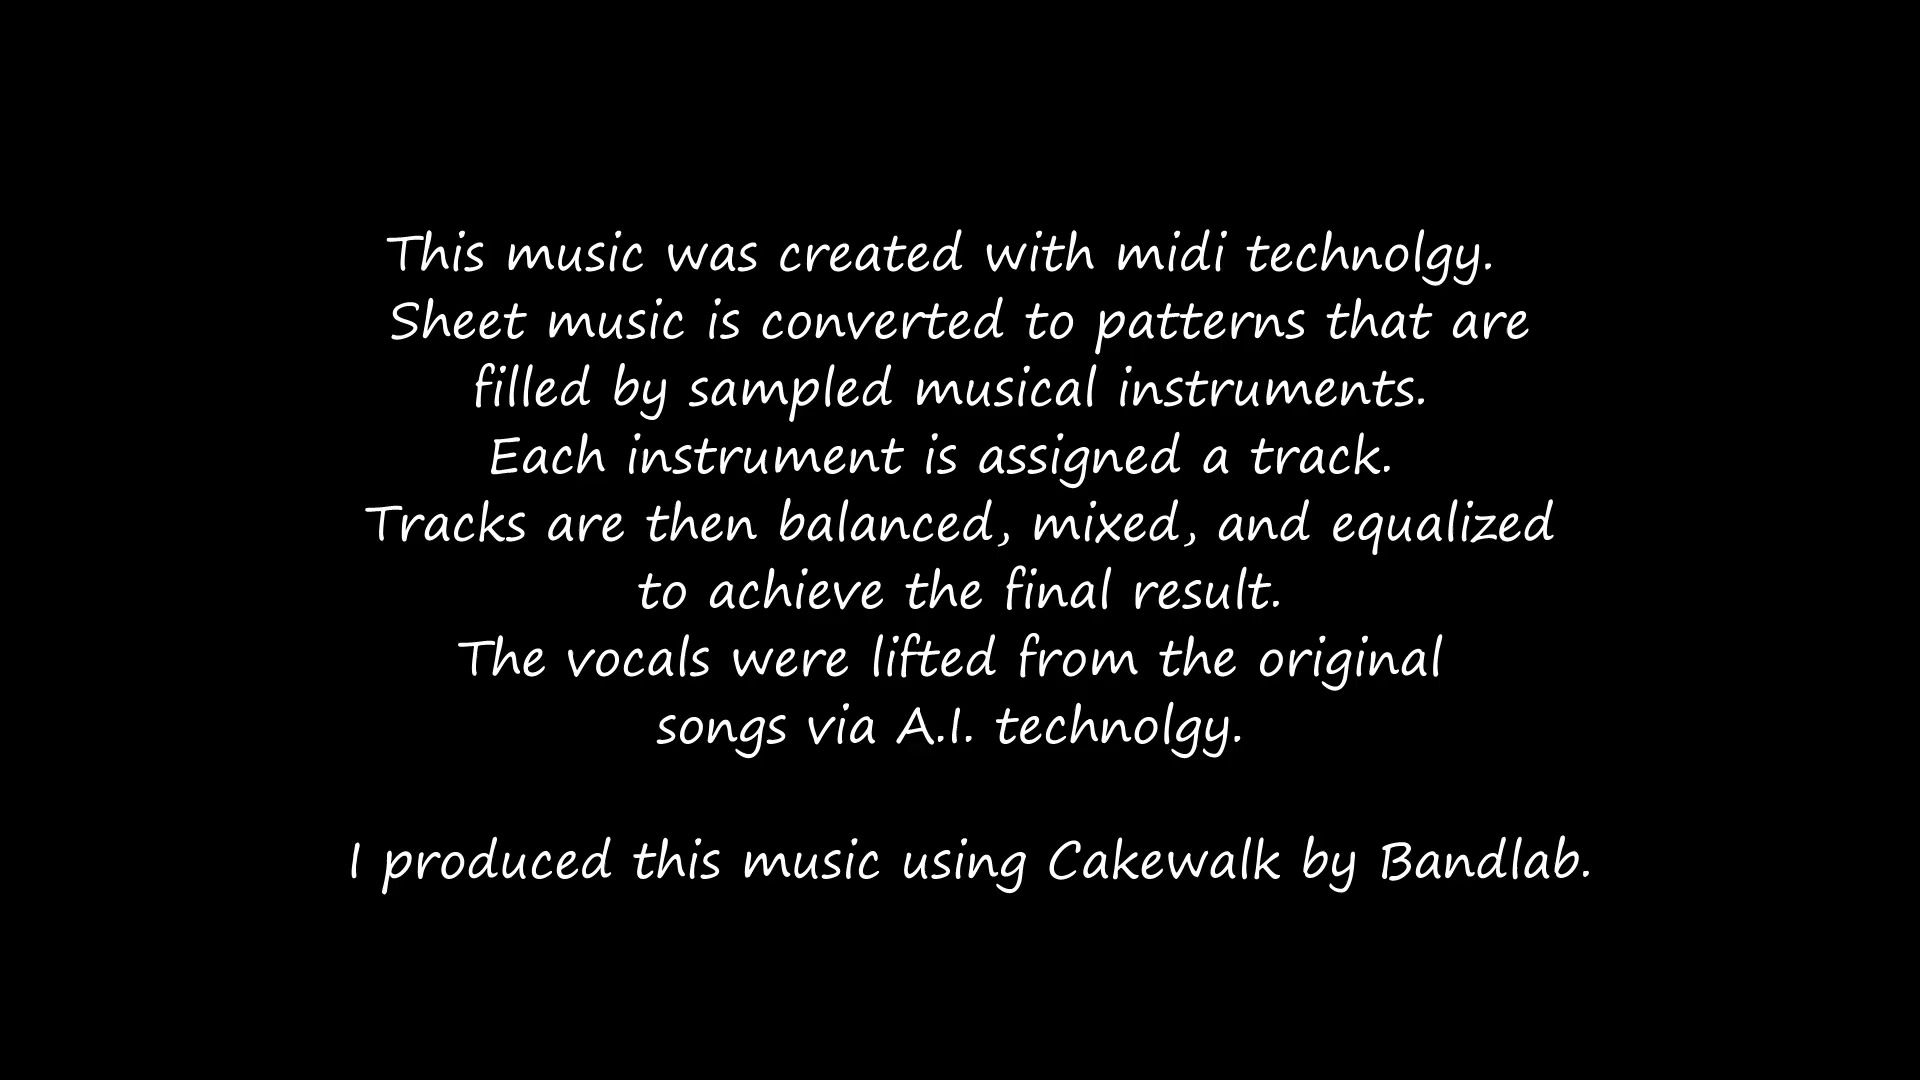 This music was created with midi technolgy.
Sheet music is converted to patterns that are
filled by sampled musical instruments.
Each instrument is assigned a track.
Tracks are then balanced, mixed, and equalized
to achieve the final result.
The vocals were lifted from the original
songs via A.I. technolgy.
I produced this music using Cakewalk by Bandlab.